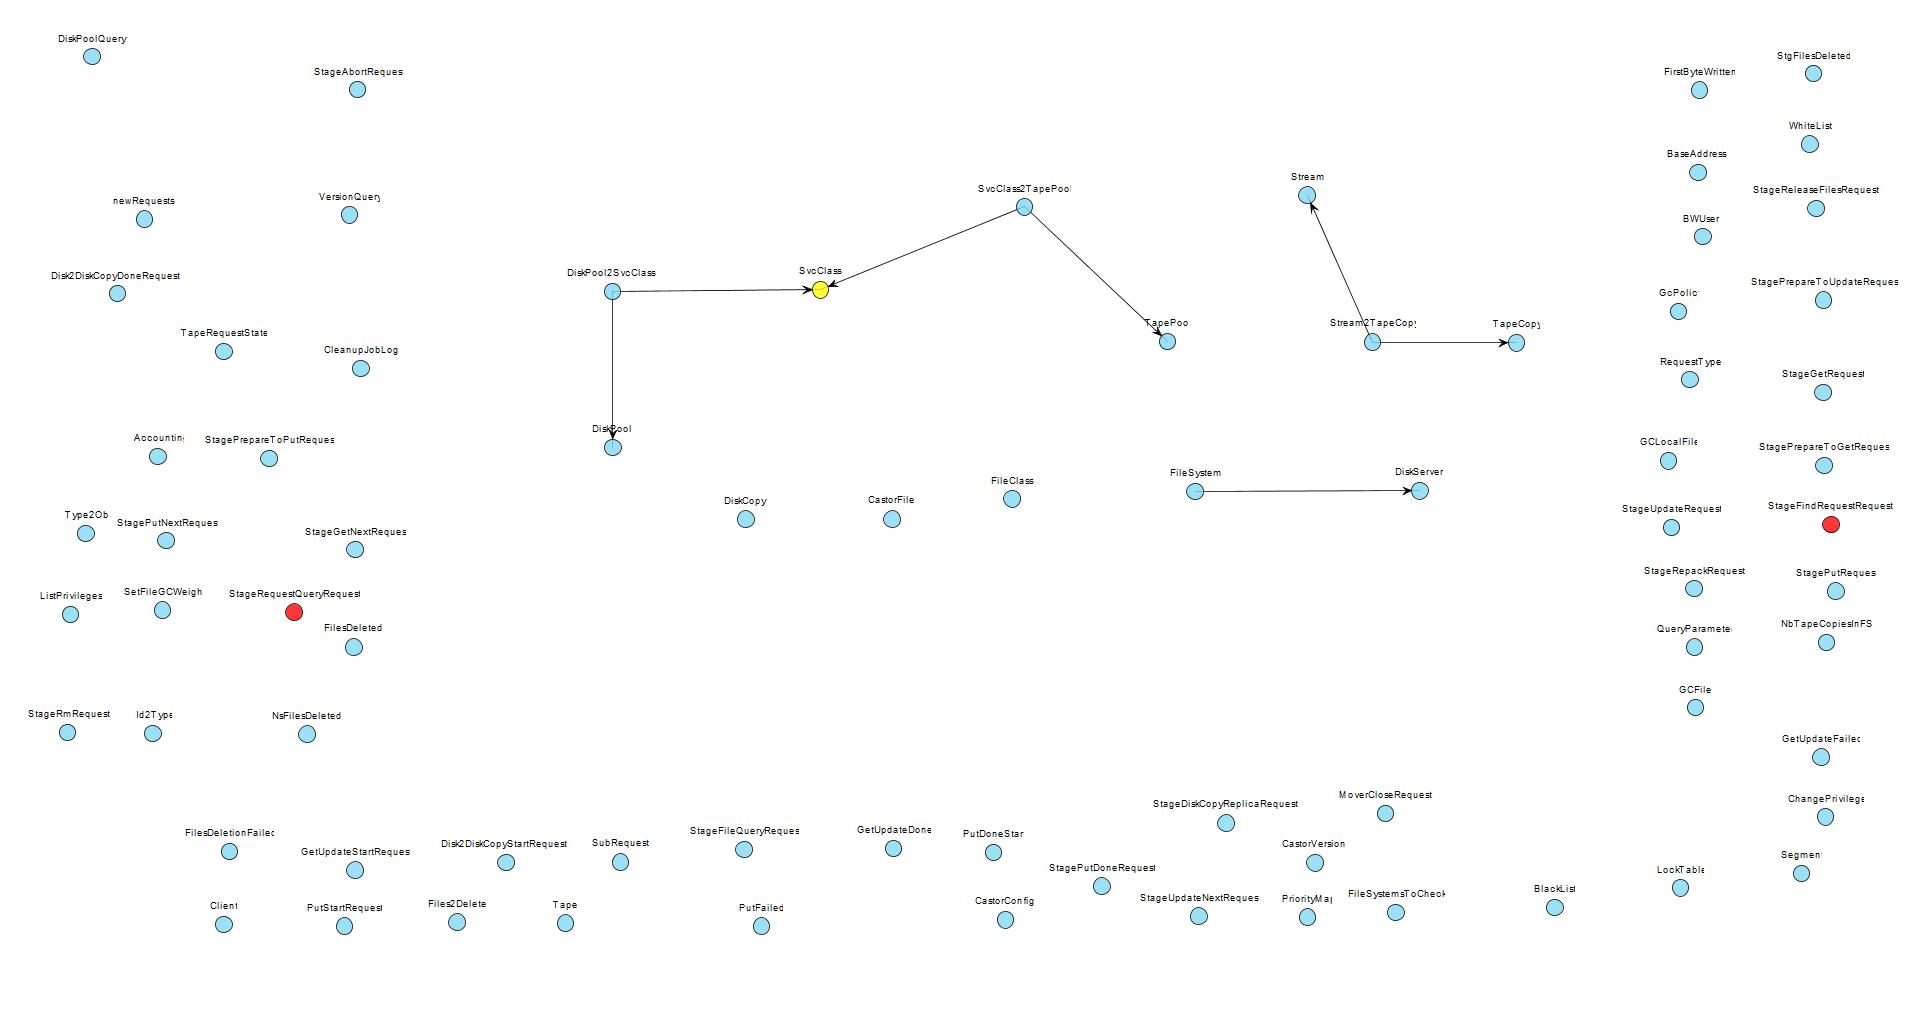 DiskPoolQuery
StageAbortReques
StgFilesDeleted
FirstByteWritten
WhiteList
BaseAddress
Stream
SvcClass2TapePool
StageReleaseFilesRequest
newRequests
VersionQuery
BWUser
Disk2DiskCopyDoneRequest
DiskPool2SvcClass
SvcClass
StagePrepareToUpdateReques
GcPolic
TapeRequestState
TapePoo
Stream2TapeCopy
TapeCopy
CleanupJobLog
RequestType
StageGetRequest
DiskPool
Accounting
StagePrepareToPutReques
GCLocalFile
StagePrepareToGetReques
FileSystem
DiskServer
FileClass
DiskCopy
CastorFile
StageUpdateRequest
StageFindRequestRequest
Type2Ob
StagePutNextReques
StageGetNextReques
StageRepackRequest
StagePutReques
ListPrivileges
SetFileGCWeigh
StageRequestQueryRequest
FilesDeleted
QueryParameter
NbTapeCopiesInFS
GCFile
StageRmRequest
Id2Type
NsFilesDeleted
GetUpdateFailed
StageDiskCopyReplicaRequest
MoverCloseRequest
ChangePrivilege
FilesDeletionFailed
GetUpdateStartReques
Disk2DiskCopyStartRequest
SubRequest
StageFileQueryReques
GetUpdateDone
PutDoneStar
CastorVersion
StagePutDoneRequest
LockTable
Segmen
Client
PutStartRequest
Files2Delete
Tape
PutFailed
CastorConfig
StageUpdateNextReques
PriorityMap
FileSystemsToCheck
BlackList